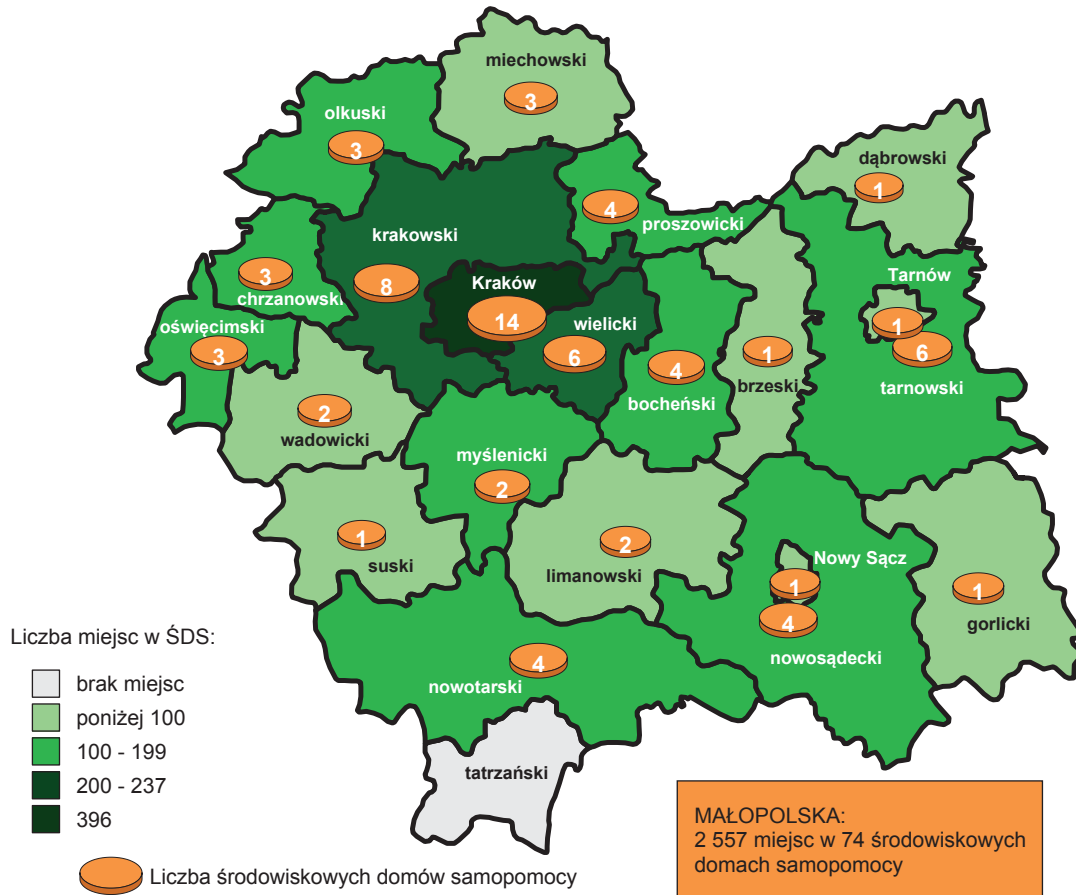 miechowski
3
olkuski
3
dąbrowski
1
krakowski
8
4
proszowicki
3
chrzanowski
Kraków
14
wielicki
6
Tarnów
1
6
tarnowski
oświęcimski
3
4
bocheński
1
brzeski
2
wadowicki
myślenicki
2
1
suski
2
limanowski
Nowy Sącz
1
4
nowosądecki
1
gorlicki
4
nowotarski
tatrzański
Liczba miejsc w ŚDS:
brak miejsc
poniżej 100
100 - 199
200 - 237
396
Liczba środowiskowych domów samopomocy
MAŁOPOLSKA:
2 557 miejsc w 74 środowiskowych
domach samopomocy